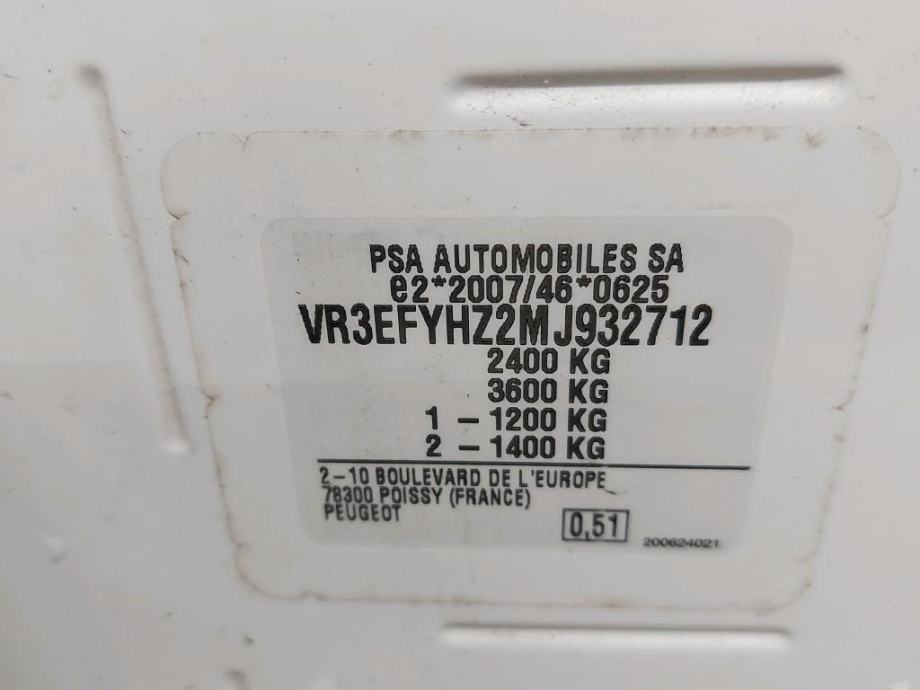 PSA AUTOMOBILES SA
e2*2007/46*0625
VR3EFYHZ2MJ932712
2400 KG
3600 KG
1 - 1200 KG
2 - 1400 KG
2-10 BOULEVARD DE L'EUROPE
78300 POISSY (FRANCE)
PEUGEOT
0,51
200624021